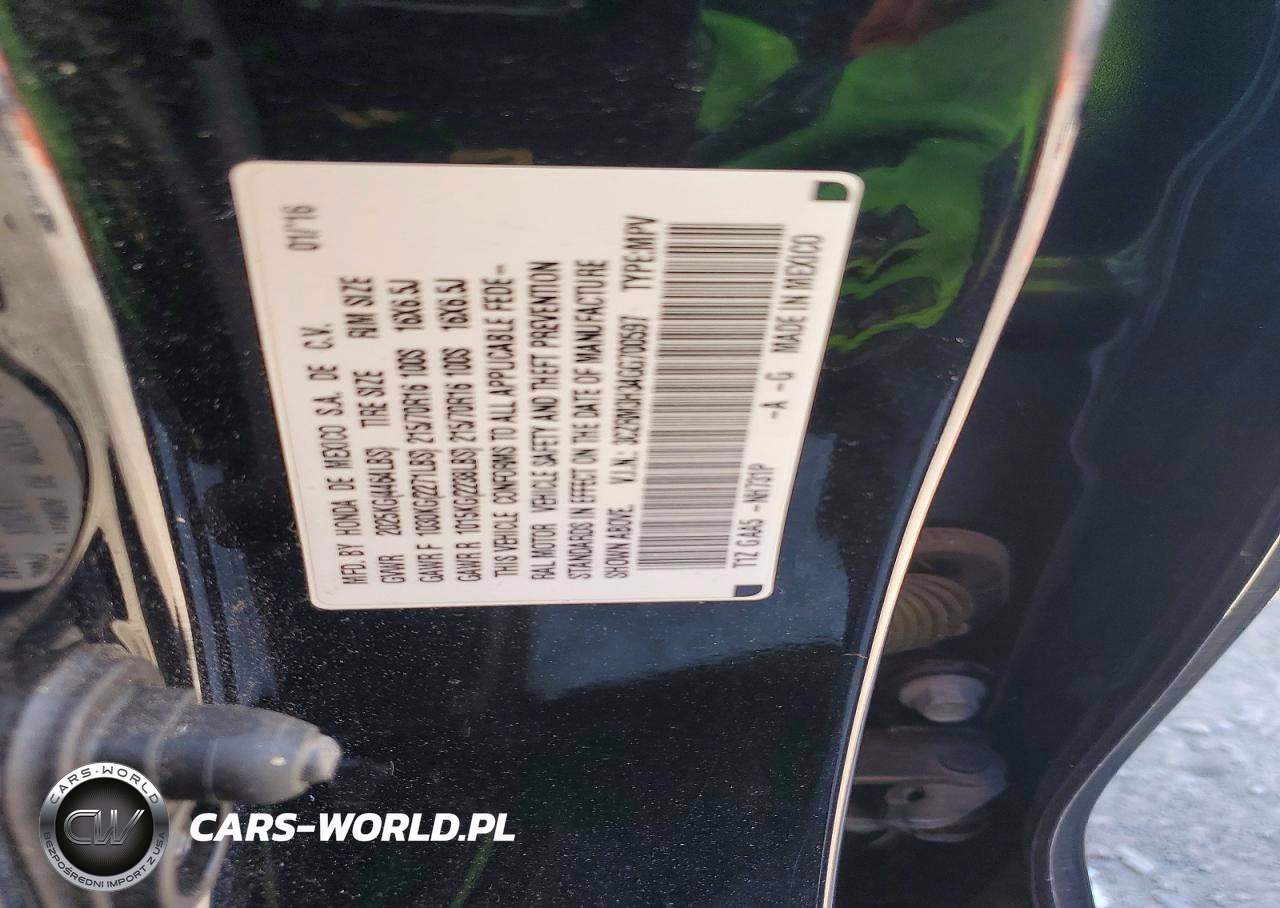 01/'16
MFD. BY HONDA DE MEXICO S.A. DE C.V.
GVWR 2025KG(4464LBS) TIRE SIZE RIM SIZE
GAWR F 1030KG(2271LBS) 215/70R16 100S 16X6.5J
GAWR R 1015KG(2238LBS) 215/70R16 100S 16X6.5J
THIS VEHICLE CONFORMS TO ALL APPLICABLE FEDE-
RAL MOTOR VEHICLE SAFETY AND THEFT PREVENTION
STANDARDS IN EFFECT ON THE DATE OF MANUFACTURE
SHOWN ABOVE. V.I.N.: 3CZRM3H3AGG700597 TYPE:MPV
T7Z GAA5 -NH731P -A -G MADE IN MEXICO
CARS-WORLD
CW
BEZPOŚREDNI IMPORT Z USA
CARS-WORLD.PL